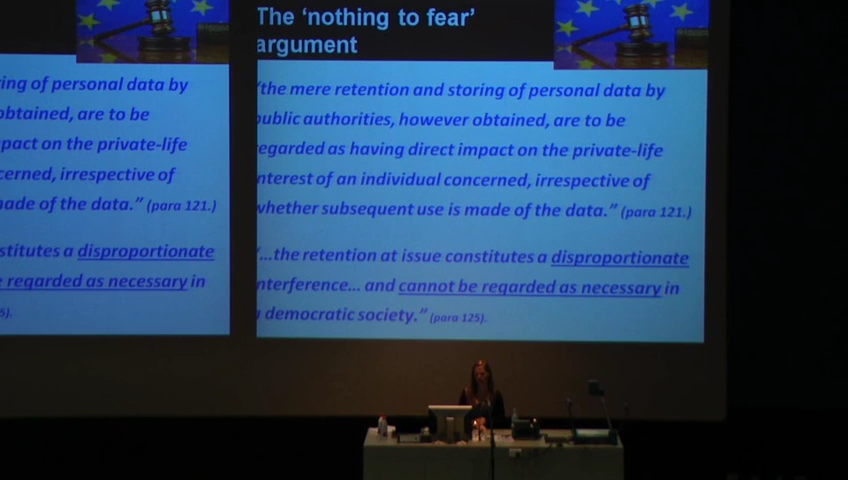 ing of personal data by
obtained, are to be
pact on the private-life
cerned, irrespective of
ade of the data.” (para 121.)
stitutes a disproportionate
e regarded as necessary in
5).
The ‘nothing to fear’
argument
“the mere retention and storing of personal data by
public authorities, however obtained, are to be
regarded as having direct impact on the private-life
interest of an individual concerned, irrespective of
whether subsequent use is made of the data.” (para 121.)
“…the retention at issue constitutes a disproportionate
interference… and cannot be regarded as necessary in
a democratic society.” (para 125).